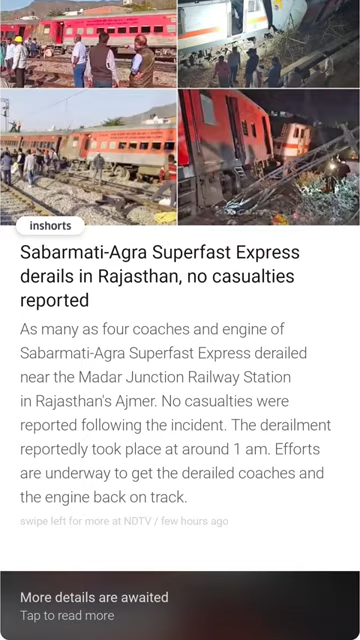 inshorts
Sabarmati-Agra Superfast Express
derails in Rajasthan, no casualties
reported
As many as four coaches and engine of
Sabarmati-Agra Superfast Express derailed
near the Madar Junction Railway Station
in Rajasthan's Ajmer. No casualties were
reported following the incident. The derailment
reportedly took place at around 1 am. Efforts
are underway to get the derailed coaches and
the engine back on track.
swipe left for more at NDTV / few hours ago
More details are awaited
Tap to read more